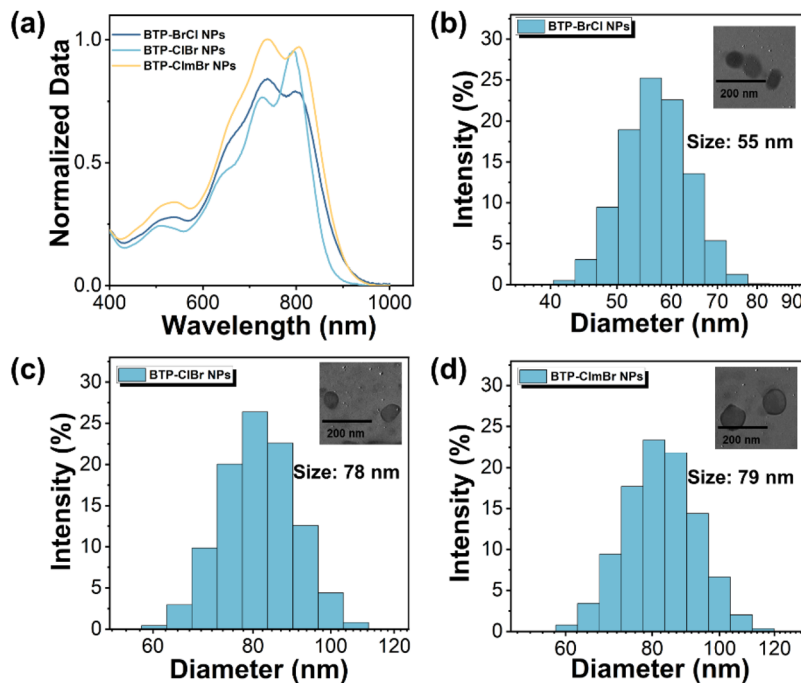 (a)
BTP-BrCl NPs
BTP-ClBr NPs
BTP-ClmBr NPs
Normalized Data
1.0
0.5
0.0
400 600 800 1000
Wavelength (nm)
(b)
BTP-BrCl NPs
200 nm
Size: 55 nm
Intensity (%)
30
25
20
15
10
5
0
40 50 60 70 80 90
Diameter (nm)
(c)
BTP-ClBr NPs
200 nm
Size: 78 nm
Intensity (%)
30
25
20
15
10
5
0
60 80 100 120
Diameter (nm)
(d)
BTP-ClmBr NPs
200 nm
Size: 79 nm
Intensity (%)
30
25
20
15
10
5
0
60 80 100 120
Diameter (nm)